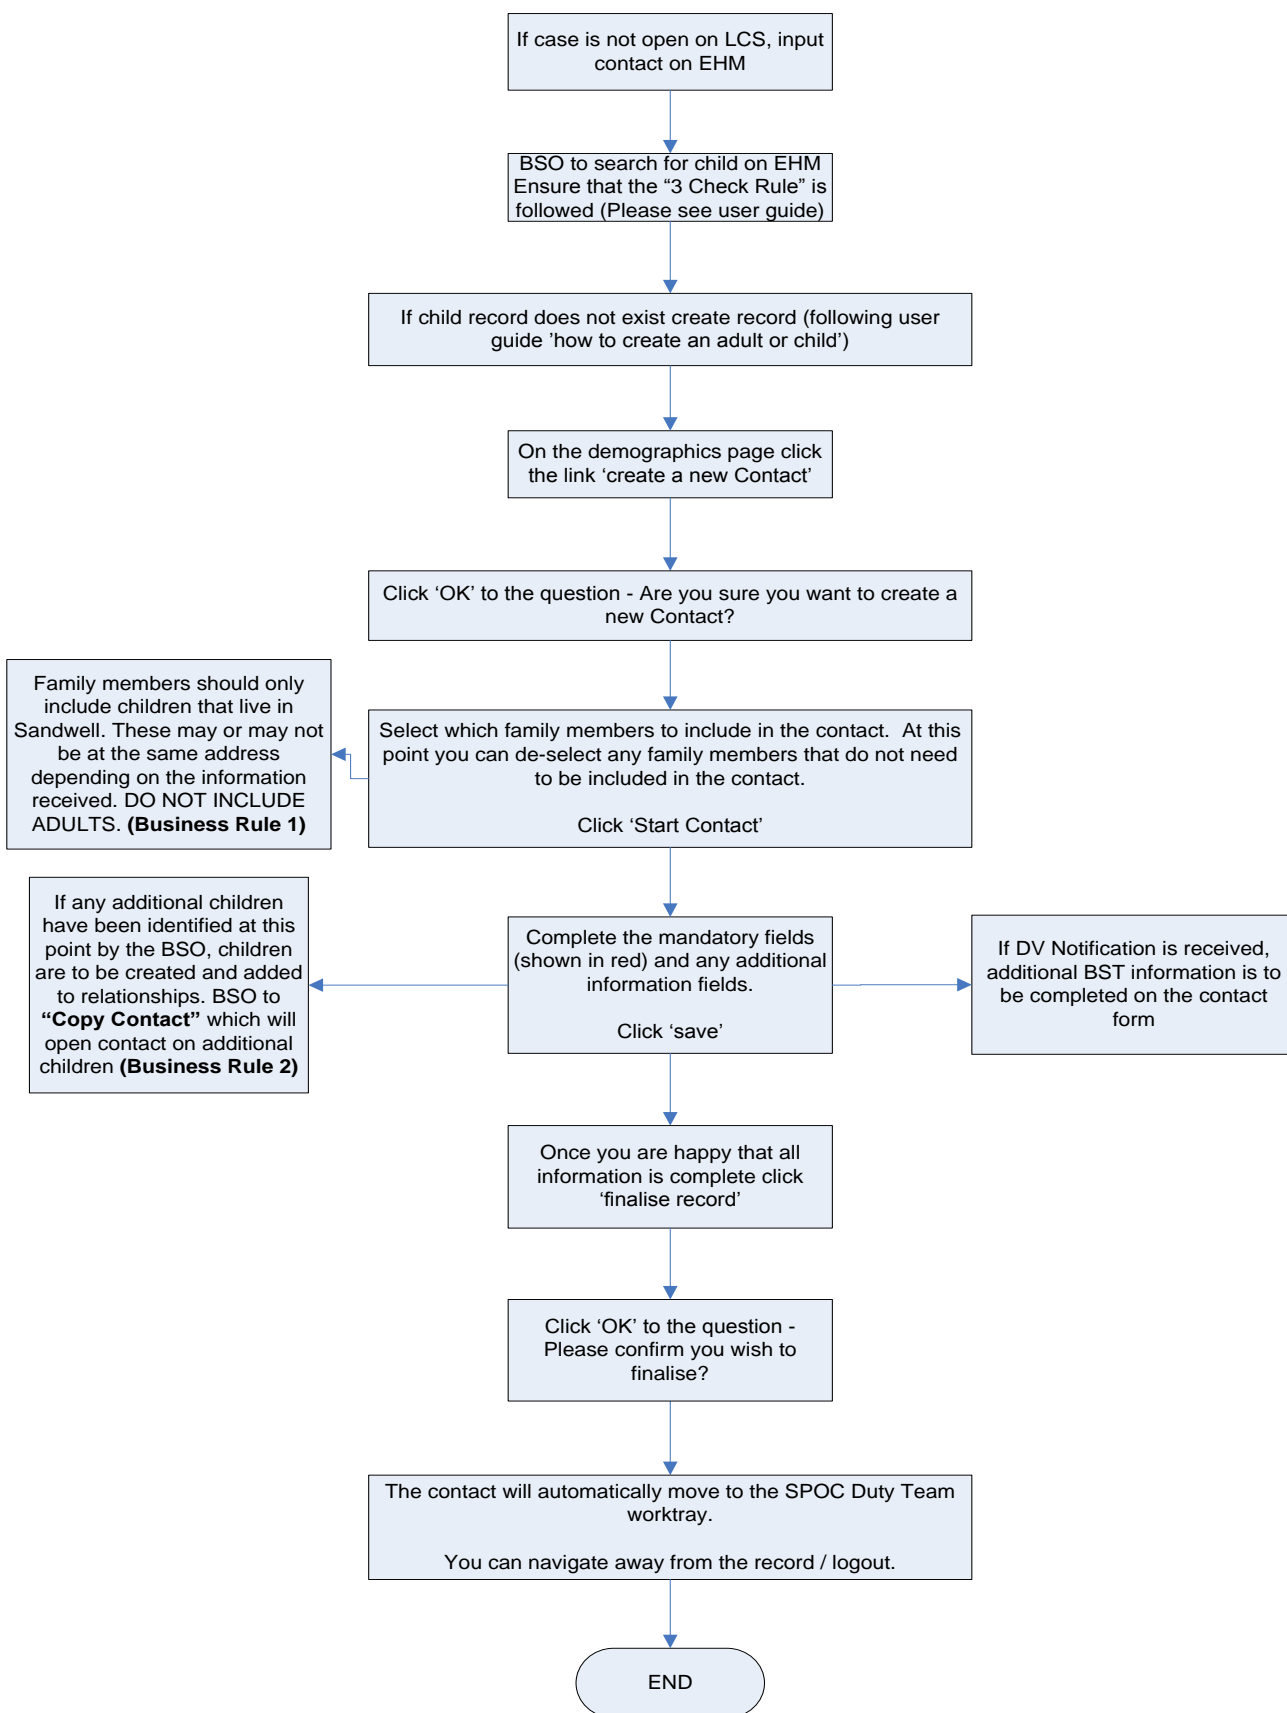 If case is not open on LCS, input
contact on EHM
BSO to search for child on EHM
Ensure that the “3 Check Rule” is
followed (Please see user guide)
If child record does not exist create record (following user
guide ’how to create an adult or child’)
On the demographics page click
the link ‘create a new Contact’
Click ‘OK’ to the question - Are you sure you want to create a
new Contact?
Family members should only
include children that live in
Sandwell. These may or may not
be at the same address
depending on the information
received. DO NOT INCLUDE
ADULTS. (Business Rule 1)
Select which family members to include in the contact.  At this
point you can de-select any family members that do not need
to be included in the contact.
Click ‘Start Contact’
If any additional children
have been identified at this
point by the BSO, children
are to be created and added
to relationships. BSO to
“Copy Contact” which will
open contact on additional
children (Business Rule 2)
Complete the mandatory fields
(shown in red) and any additional
information fields.
Click ‘save’
If DV Notification is received,
additional BST information is to
be completed on the contact
form
Once you are happy that all
information is complete click
‘finalise record’
Click ‘OK’ to the question -
Please confirm you wish to
finalise?
The contact will automatically move to the SPOC Duty Team
worktray.
You can navigate away from the record / logout.
END